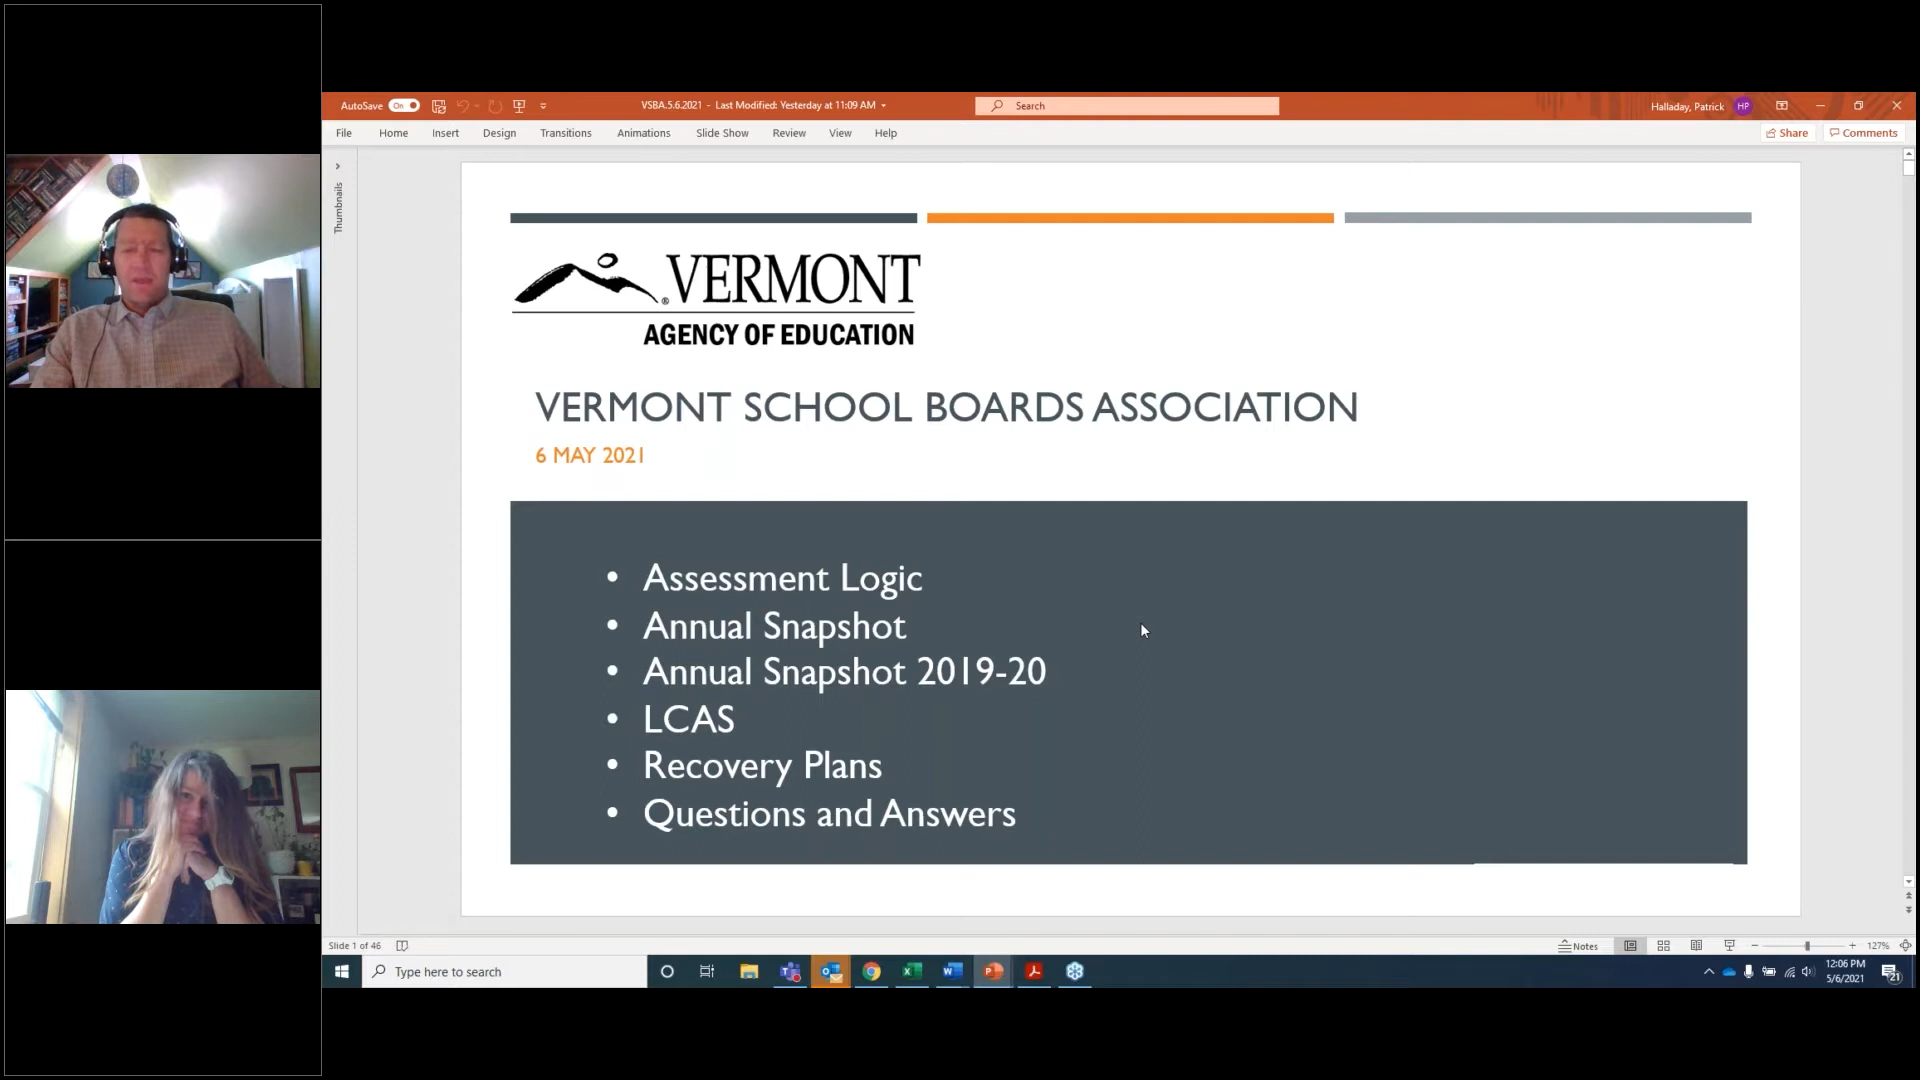 AutoSave On
VSBA.5.6.2021 - Last Modified: Yesterday at 11:09 AM
Search
Halladay, Patrick HP
File Home Insert Design Transitions Animations Slide Show Review View Help
Share Comments
Thumbnails
VERMONT
AGENCY OF EDUCATION
VERMONT SCHOOL BOARDS ASSOCIATION
6 MAY 2021
• Assessment Logic
• Annual Snapshot
• Annual Snapshot 2019-20
• LCAS
• Recovery Plans
• Questions and Answers
Slide 1 of 46
Notes
127%
Type here to search
12:06 PM
5/6/2021
21